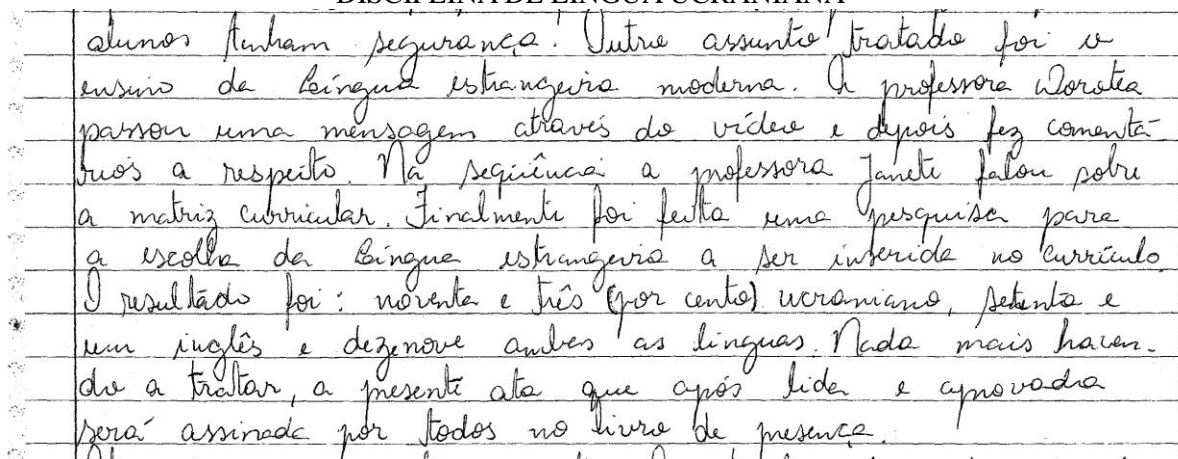 DISCIPLINA DE LÍNGUA UCRANIANA
alunos tenham segurança. Outro assunto tratado foi o
ensino da Língua estrangeira moderna. A professora Dorotea
passou uma mensagem através do vídeo e depois fez comentá-
rios a respeito. Na seqüência a professora Janete falou sobre
a matriz curricular. Finalmente foi feita uma pesquisa para
a escolha da Língua estrangeira a ser inserida no currículo.
O resultado foi: noventa e três (por cento) ucraniano, setenta e
um inglês e dezenove ambas as línguas. Nada mais haven-
do a tratar, a presente ata que após lida e aprovada
será assinada por todos no livro de presença.